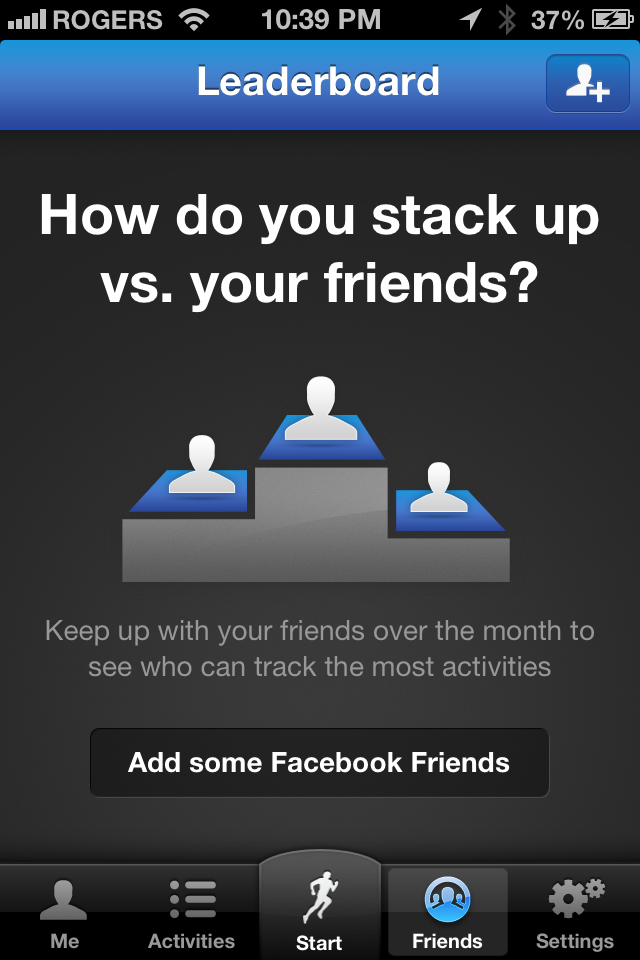 ROGERS 10:39 PM 37%
Leaderboard
How do you stack up
vs. your friends?
Keep up with your friends over the month to
see who can track the most activities
Add some Facebook Friends
Me Activities Start Friends Settings